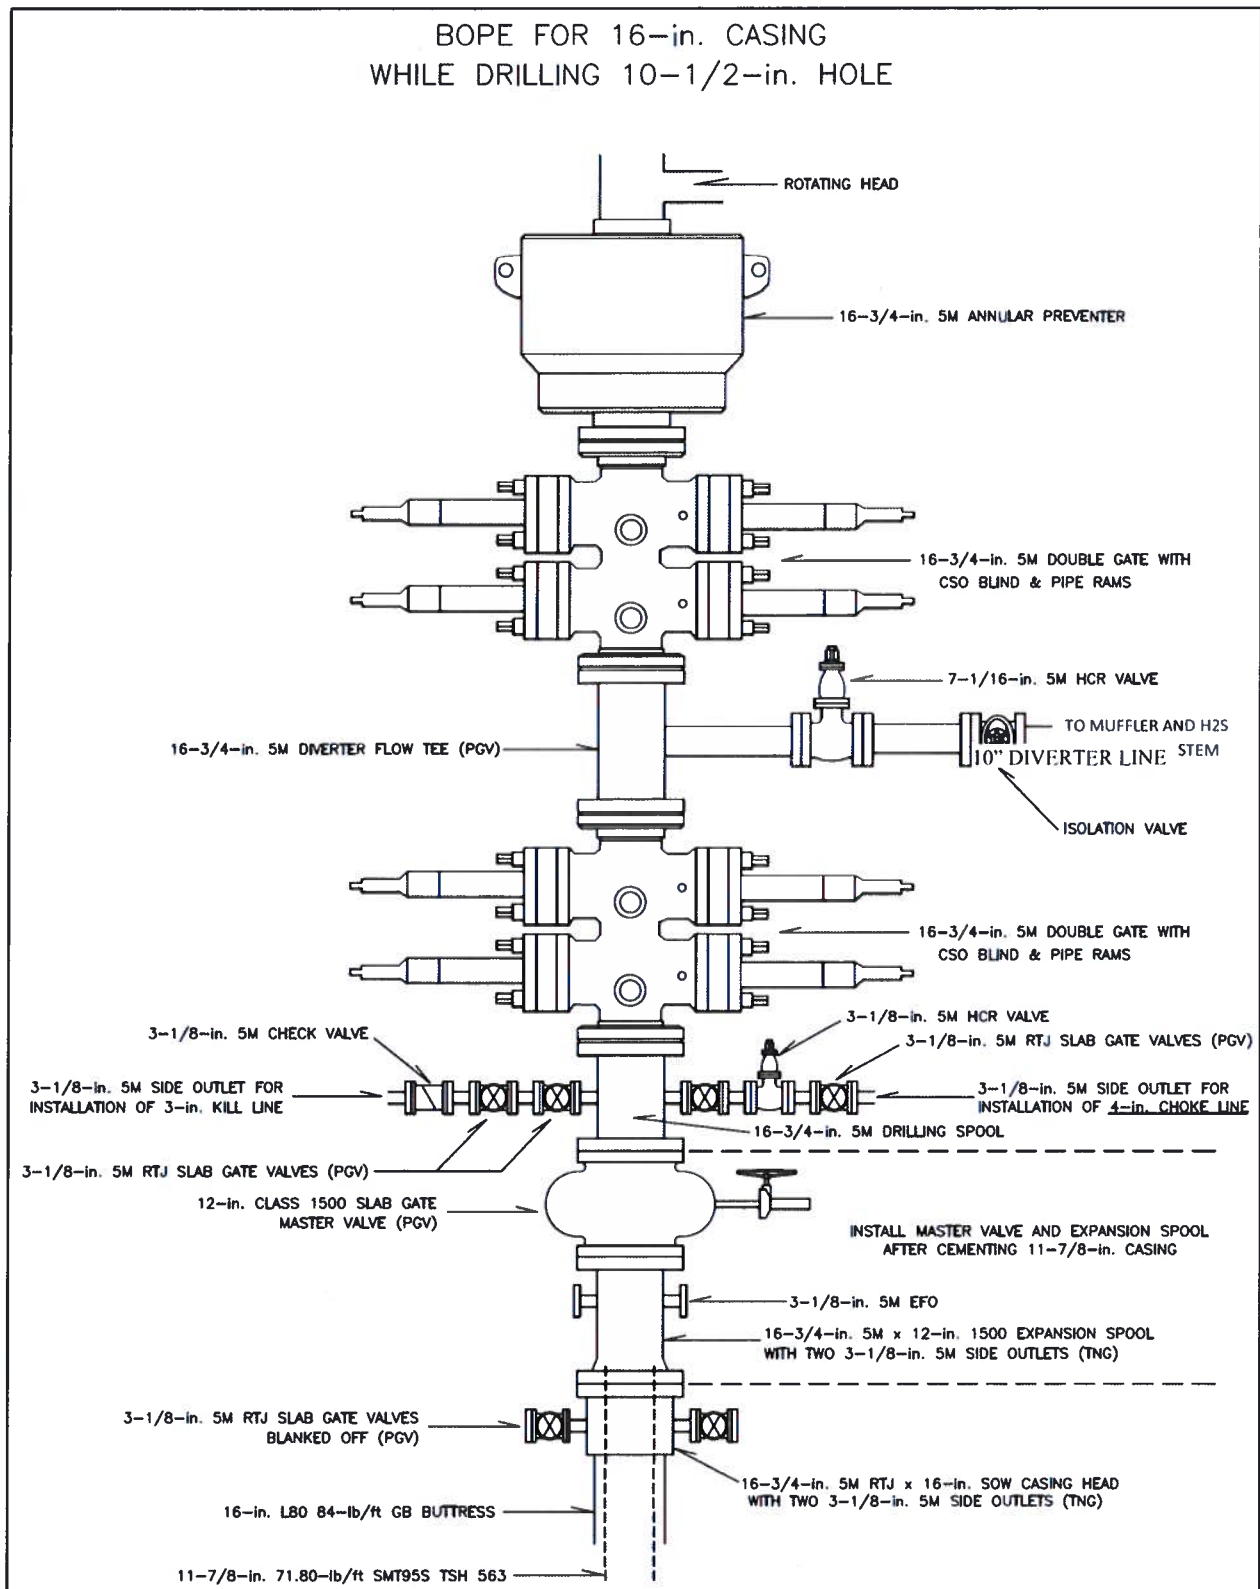 BOPE FOR 16-in. CASING
WHILE DRILLING 10-1/2-in. HOLE
ROTATING HEAD
16-3/4-in. 5M ANNULAR PREVENTER
16-3/4-in. 5M DOUBLE GATE WITH
CSO BLIND & PIPE RAMS
7-1/16-in. 5M HCR VALVE
TO MUFFLER AND H2S
STEM
10" DIVERTER LINE
16-3/4-in. 5M DIVERTER FLOW TEE (PGV)
ISOLATION VALVE
16-3/4-in. 5M DOUBLE GATE WITH
CSO BLIND & PIPE RAMS
3-1/8-in. 5M HCR VALVE
3-1/8-in. 5M CHECK VALVE
3-1/8-in. 5M RTJ SLAB GATE VALVES (PGV)
3-1/8-in. 5M SIDE OUTLET FOR
INSTALLATION OF 3-in. KILL LINE
3-1/8-in. 5M SIDE OUTLET FOR
INSTALLATION OF 4-in. CHOKE LINE
16-3/4-in. 5M DRILLING SPOOL
3-1/8-in. 5M RTJ SLAB GATE VALVES (PGV)
12-in. CLASS 1500 SLAB GATE
MASTER VALVE (PGV)
INSTALL MASTER VALVE AND EXPANSION SPOOL
AFTER CEMENTING 11-7/8-in. CASING
3-1/8-in. 5M EFO
16-3/4-in. 5M x 12-in. 1500 EXPANSION SPOOL
WITH TWO 3-1/8-in. 5M SIDE OUTLETS (TNG)
3-1/8-in. 5M RTJ SLAB GATE VALVES
BLANKED OFF (PGV)
16-3/4-in. 5M RTJ x 16-in. SOW CASING HEAD
WITH TWO 3-1/8-in. 5M SIDE OUTLETS (TNG)
16-in. L80 84-lb/ft GB BUTTRESS
11-7/8-in. 71.80-lb/ft SMT95S TSH 563